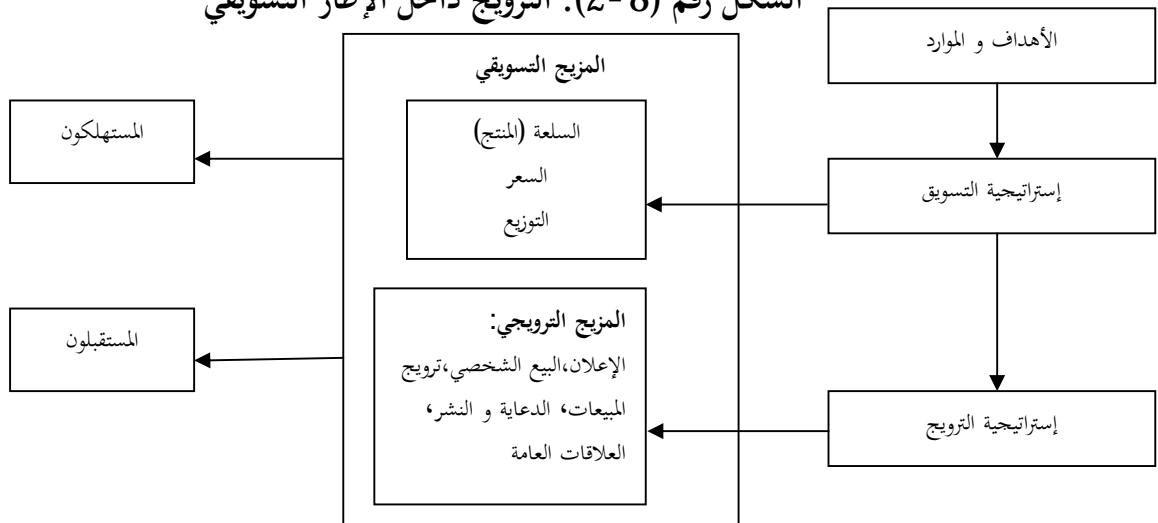 الشكل رقم (2-8): الترويج داخل الإطار التسويقي
الأهداف و الموارد
المزيج التسويقي
المستهلكون
السلعة (المنتج)
السعر
التوزيع
إستراتيجية التسويق
المستقبلون
المزيج الترويجي:
الإعلان،البيع الشخصي،ترويج
المبيعات، الدعاية و النشر،
العلاقات العامة
إستراتيجية الترويج